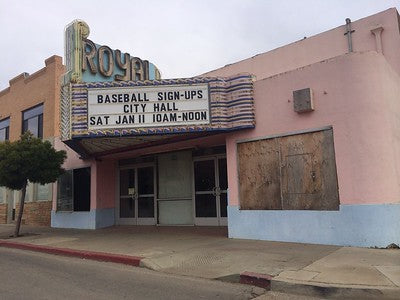 ROYAL
BASEBALL SIGN-UPS
CITY HALL
SAT JAN 11 10AM-NOON